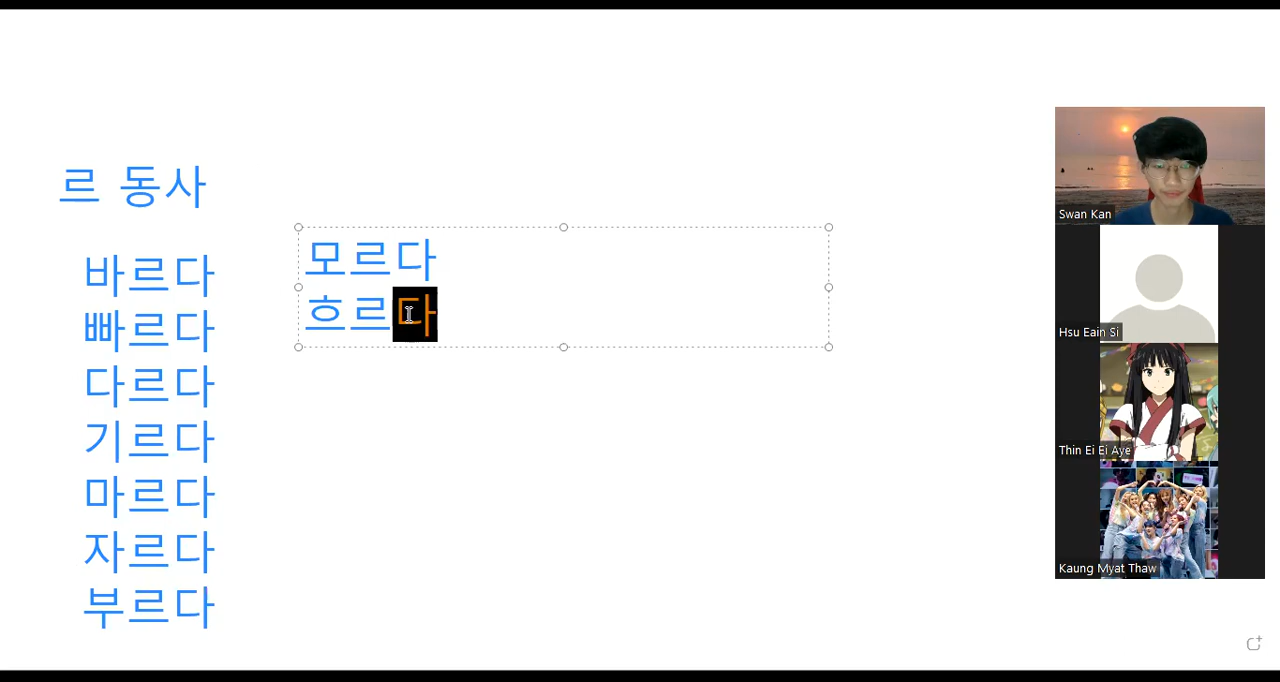 르 동사
바르다
빠르다
다르다
기르다
마르다
자르다
부르다
모르다
흐르다
Swan Kan
Hsu Eain Si
Thin Ei Ei Aye
Kaung Myat Thaw